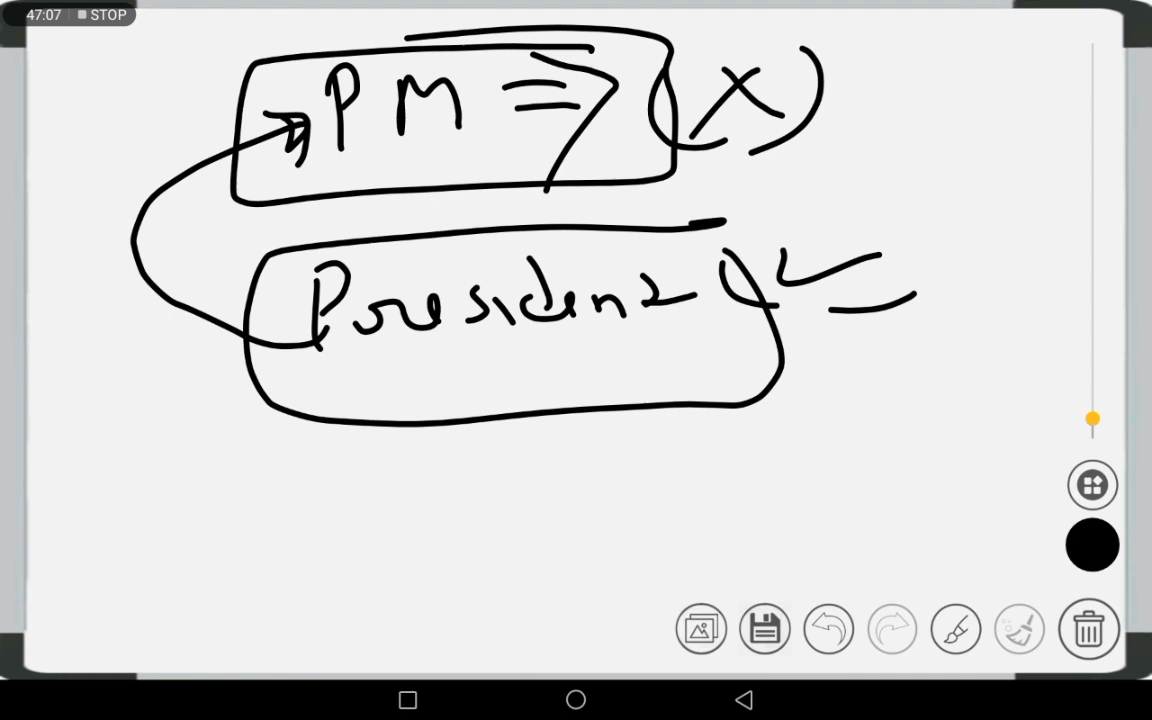 47:07 STOP
PM ⇒ (X)
President (✓)